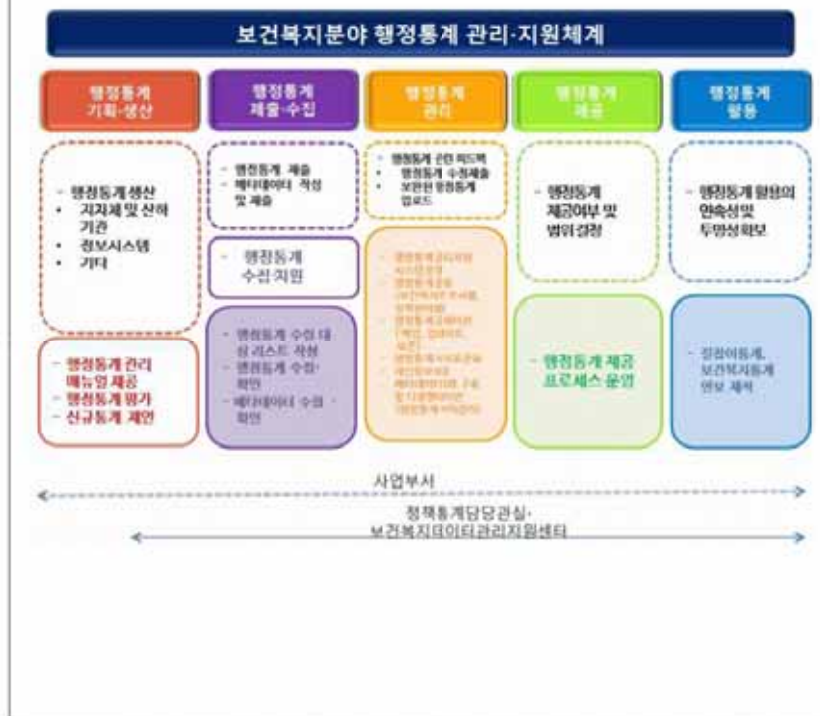 보건복지분야 행정통계 관리·지원체계
행정통계
기획·생산
- 행정통계 생산
• 지자체 및 산하
기관
• 정보시스템
• 기타
- 행정통계 관리
매뉴얼 제공
- 행정통계 평가
- 신규통계 제안
행정통계
제출·수집
- 행정통계 제출
- 메타데이터 작성
및 제출
- 행정통계
수집·지원
- 행정통계 수집 대
상 리스트 작성
- 행정통계 수집·
확인
- 메타데이터 수집·
확인
행정통계
관리
- 행정통계 관련 피드백
• 행정통계 수정제출
• 보완된 행정통계
업로드
행정통계
제공
- 행정통계
제공여부 및
범위결정
- 행정통계 제공
프로세스 운영
행정통계
활용
- 행정통계 활용의
연속성 및
투명성 확보
- 질잡이통계,
보건복지통계
연보 제작
사업부서
정책통계담당관실·
보건복지데이터관리지원센터